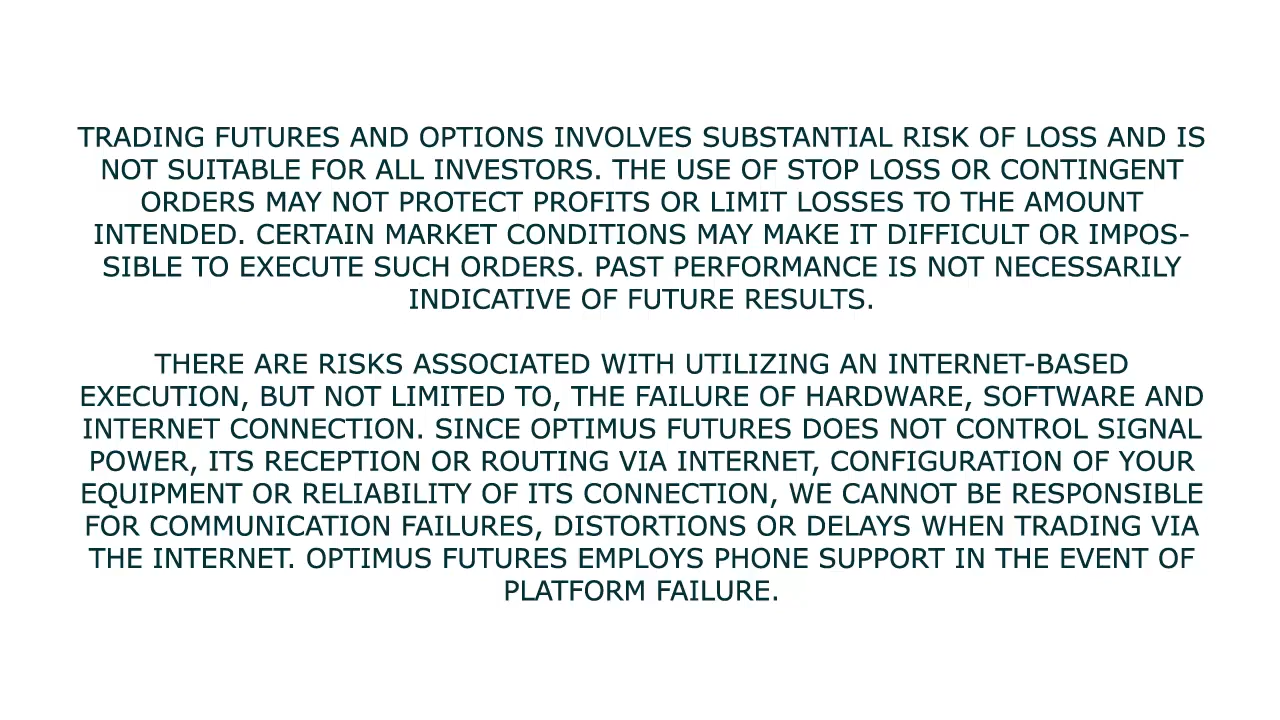 TRADING FUTURES AND OPTIONS INVOLVES SUBSTANTIAL RISK OF LOSS AND IS
NOT SUITABLE FOR ALL INVESTORS. THE USE OF STOP LOSS OR CONTINGENT
ORDERS MAY NOT PROTECT PROFITS OR LIMIT LOSSES TO THE AMOUNT
INTENDED. CERTAIN MARKET CONDITIONS MAY MAKE IT DIFFICULT OR IMPOS-
SIBLE TO EXECUTE SUCH ORDERS. PAST PERFORMANCE IS NOT NECESSARILY
INDICATIVE OF FUTURE RESULTS.
THERE ARE RISKS ASSOCIATED WITH UTILIZING AN INTERNET-BASED
EXECUTION, BUT NOT LIMITED TO, THE FAILURE OF HARDWARE, SOFTWARE AND
INTERNET CONNECTION. SINCE OPTIMUS FUTURES DOES NOT CONTROL SIGNAL
POWER, ITS RECEPTION OR ROUTING VIA INTERNET, CONFIGURATION OF YOUR
EQUIPMENT OR RELIABILITY OF ITS CONNECTION, WE CANNOT BE RESPONSIBLE
FOR COMMUNICATION FAILURES, DISTORTIONS OR DELAYS WHEN TRADING VIA
THE INTERNET. OPTIMUS FUTURES EMPLOYS PHONE SUPPORT IN THE EVENT OF
PLATFORM FAILURE.